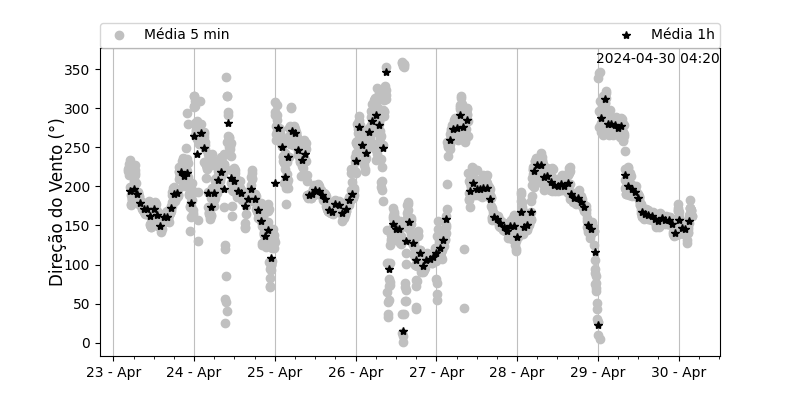 Média 5 min
Média 1h
2024-04-30 04:20
Direção do Vento (°)
350
300
250
200
150
100
50
0
23 - Apr
24 - Apr
25 - Apr
26 - Apr
27 - Apr
28 - Apr
29 - Apr
30 - Apr